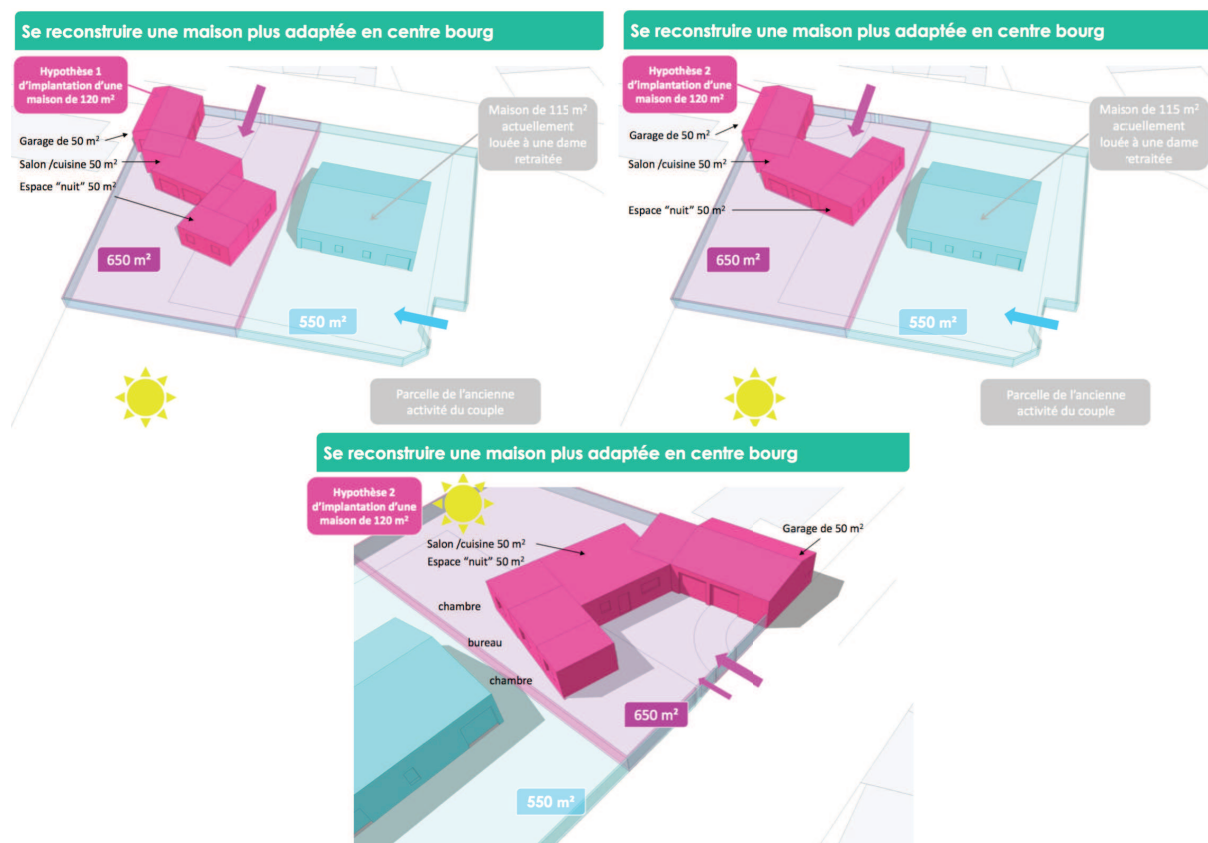 Se reconstruire une maison plus adaptée en centre bourg
Hypothèse 1
d’implantation d’une
maison de 120 m²
Garage de 50 m²
Salon /cuisine 50 m²
Espace “nuit” 50 m²
Maison de 115 m²
actuellement
louée à une dame
retraitée
650 m²
550 m²
Parcelle de l’ancienne
activité du couple
Se reconstruire une maison plus adaptée en centre bourg
Hypothèse 2
d’implantation d’une
maison de 120 m²
Garage de 50 m²
Salon /cuisine 50 m²
Espace “nuit” 50 m²
Maison de 115 m²
actuellement
louée à une dame
retraitée
650 m²
550 m²
Parcelle de l’ancienne
activité du couple
Se reconstruire une maison plus adaptée en centre bourg
Hypothèse 2
d’implantation d’une
maison de 120 m²
Garage de 50 m²
Salon /cuisine 50 m²
Espace “nuit” 50 m²
chambre
bureau
chambre
650 m²
550 m²